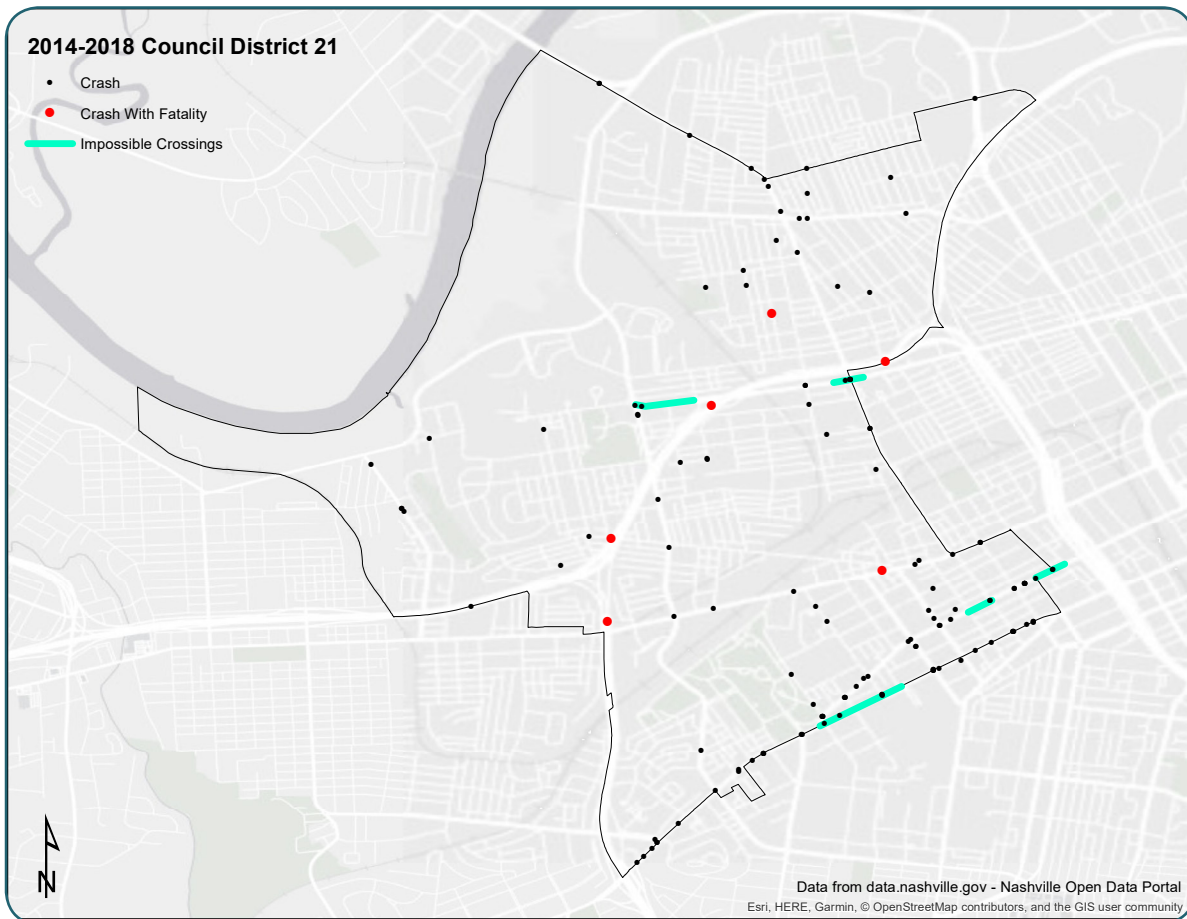 2014-2018 Council District 21
Crash
Crash With Fatality
Impossible Crossings
N
Data from data.nashville.gov - Nashville Open Data Portal
Esri, HERE, Garmin, © OpenStreetMap contributors, and the GIS user community